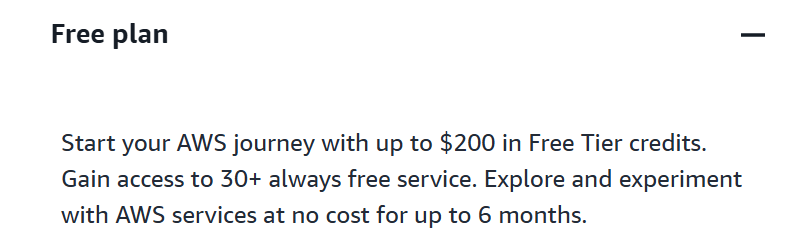 Free plan
Start your AWS journey with up to $200 in Free Tier credits.
Gain access to 30+ always free service. Explore and experiment
with AWS services at no cost for up to 6 months.